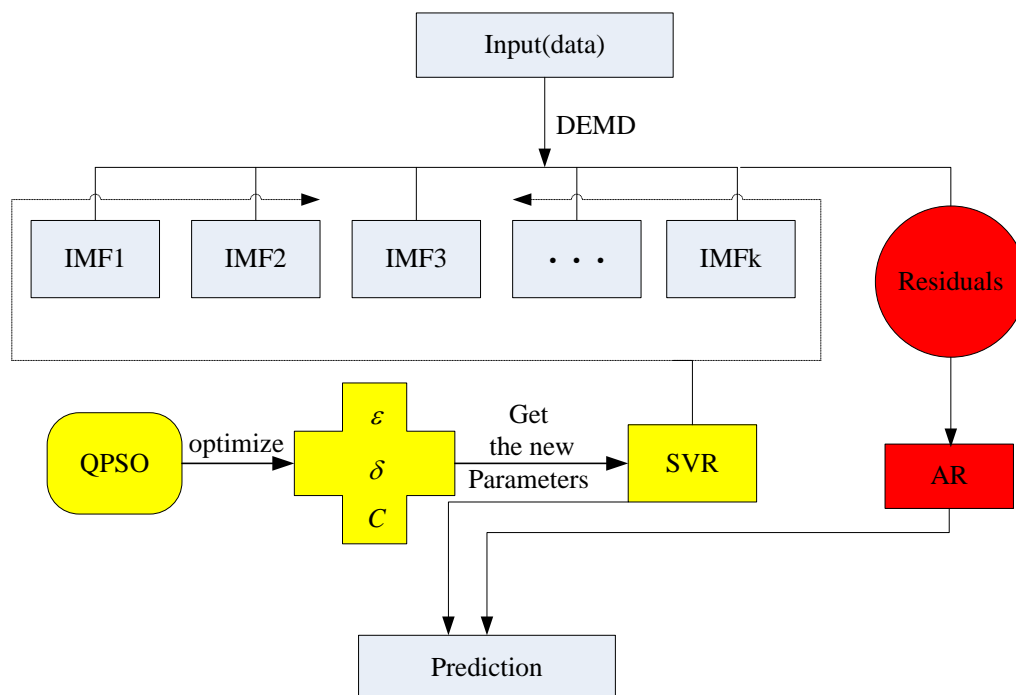 Input(data)
DEMD
IMF1
IMF2
IMF3
· · ·
IMFk
Residuals
QPSO
optimize
ε
δ
C
Get
the new
Parameters
SVR
AR
Prediction